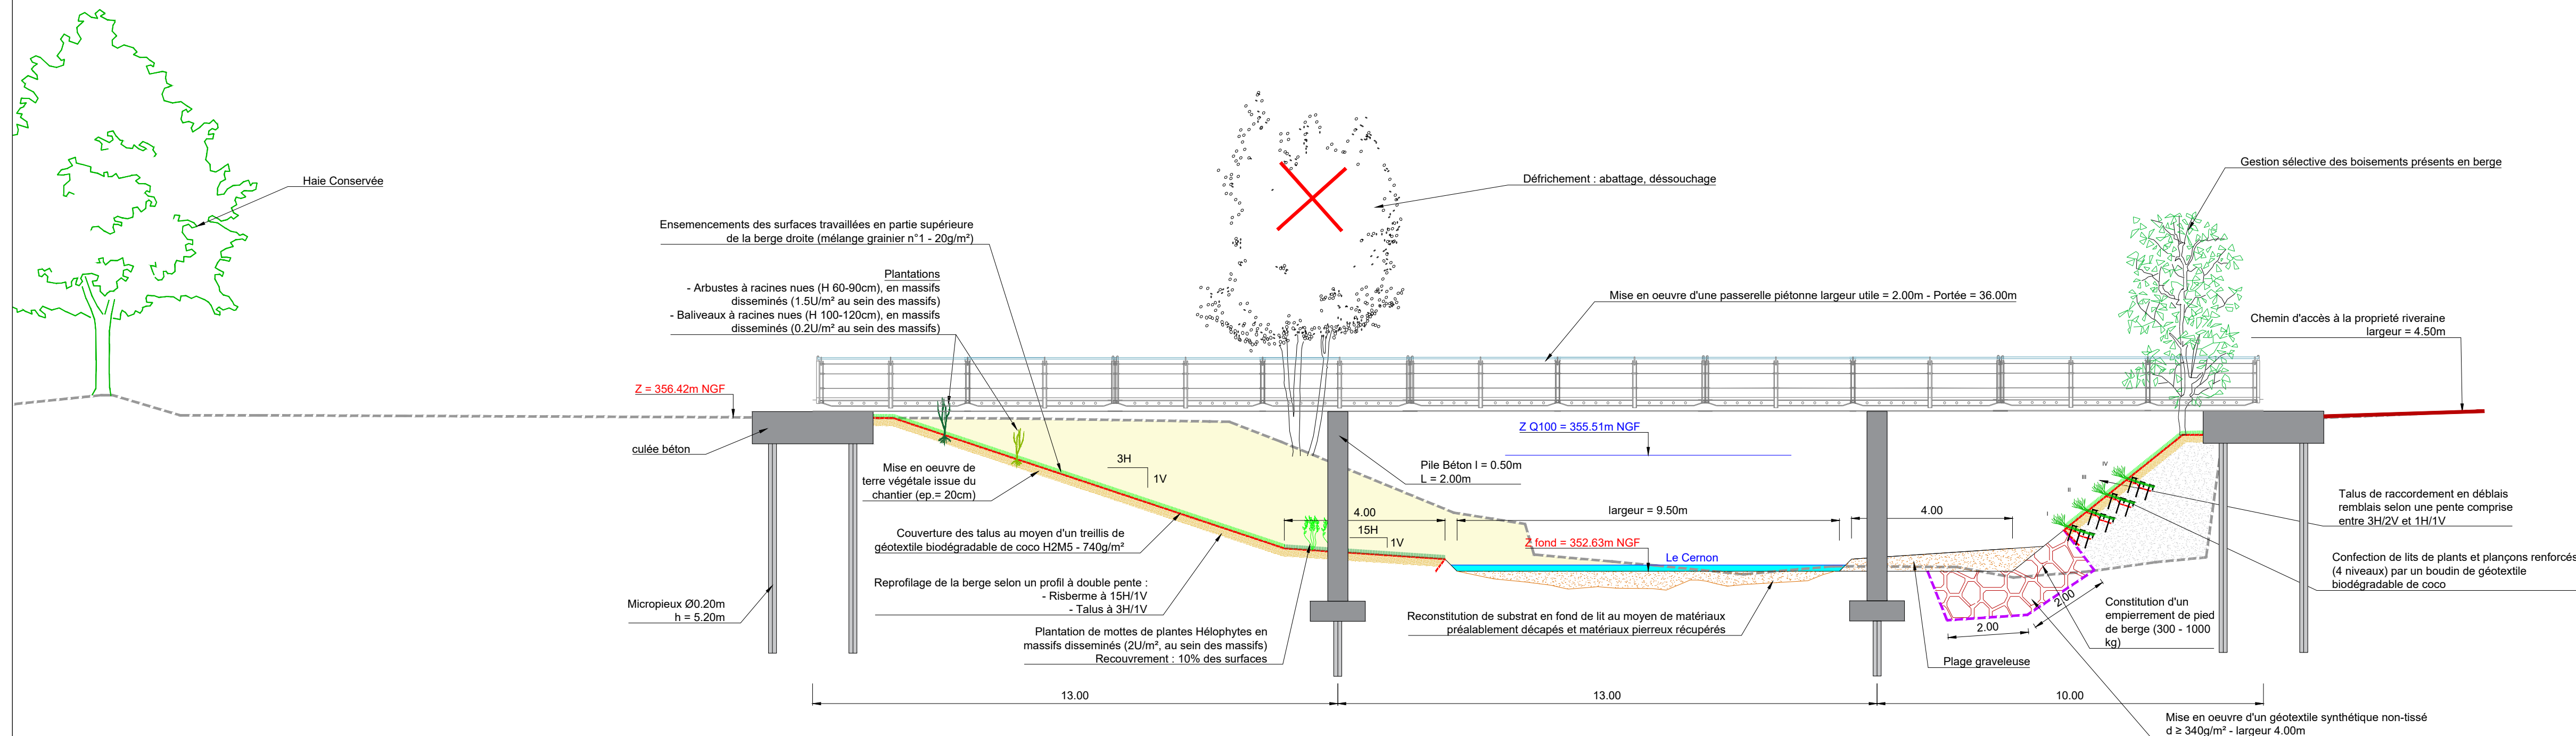 Haie Conservée
Défrichement : abattage, déssouchage
Gestion sélective des boisements présents en berge
Ensemencements des surfaces travaillées en partie supérieure
de la berge droite (mélange grainier n°1 - 20g/m²)
Plantations
- Arbustes à racines nues (H 60-90cm), en massifs
disseminés (1.5U/m² au sein des massifs)
- Baliveaux à racines nues (H 100-120cm), en massifs
disseminés (0.2U/m² au sein des massifs)
Mise en oeuvre d'une passerelle piétonne largeur utile = 2.00m - Portée = 36.00m
Chemin d'accès à la proprieté riveraine
largeur = 4.50m
Z = 356.42m NGF
culée béton
Z Q100 = 355.51m NGF
3H
1V
Pile Béton l = 0.50m
L = 2.00m
Mise en oeuvre de
terre végétale issue du
chantier (ep.= 20cm)
IV
III
II
I
Talus de raccordement en déblais
remblais selon une pente comprise
entre 3H/2V et 1H/1V
4.00
largeur = 9.50m
4.00
15H
1V
Couverture des talus au moyen d'un treillis de
géotextile biodégradable de coco H2M5 - 740g/m²
Z fond = 352.63m NGF
Le Cernon
Confection de lits de plants et plançons renforcés
(4 niveaux) par un boudin de géotextile
biodégradable de coco
Reprofilage de la berge selon un profil à double pente :
- Risberme à 15H/1V
- Talus à 3H/1V
Micropieux Ø0.20m
h = 5.20m
Reconstitution de substrat en fond de lit au moyen de matériaux
préalablement décapés et matériaux pierreux récupérés
2.00
2.00
Constitution d'un
empierrement de pied
de berge (300 - 1000
kg)
Plantation de mottes de plantes Hélophytes en
massifs disseminés (2U/m², au sein des massifs)
Recouvrement : 10% des surfaces
Plage graveleuse
13.00
13.00
10.00
Mise en oeuvre d'un géotextile synthétique non-tissé
d ≥ 340g/m² - largeur 4.00m